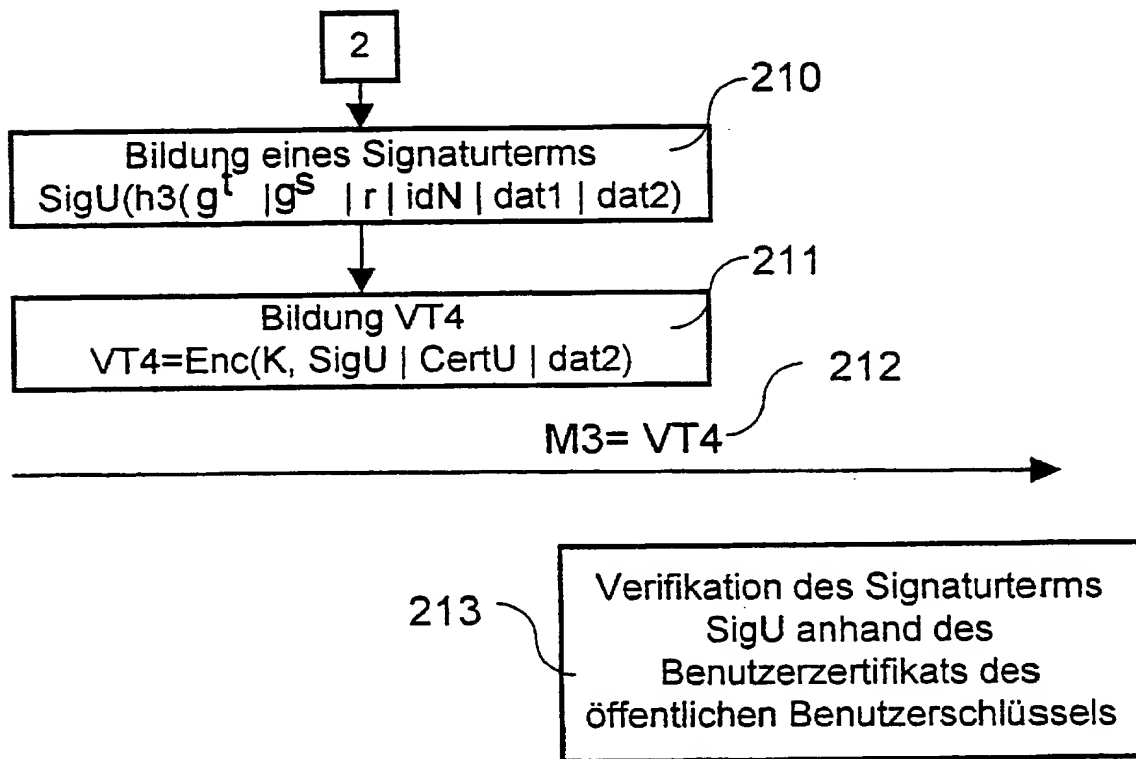 2
210
Bildung eines Signaturterms
SigU(h3( g^t | g^s | r | idN | dat1 | dat2)
211
Bildung VT4
VT4=Enc(K, SigU | CertU | dat2)
212
M3= VT4
213
Verifikation des Signaturterms
SigU anhand des
Benutzerzertifikats des
öffentlichen Benutzerschlüssels